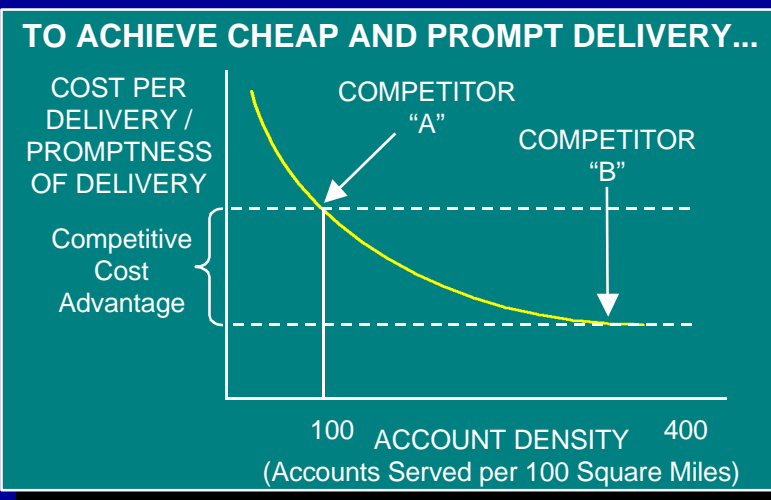 TO ACHIEVE CHEAP AND PROMPT DELIVERY...
COST PER
DELIVERY /
PROMPTNESS
OF DELIVERY
COMPETITOR
“A”
COMPETITOR
“B”
Competitive
Cost
Advantage
100
400
ACCOUNT DENSITY
(Accounts Served per 100 Square Miles)